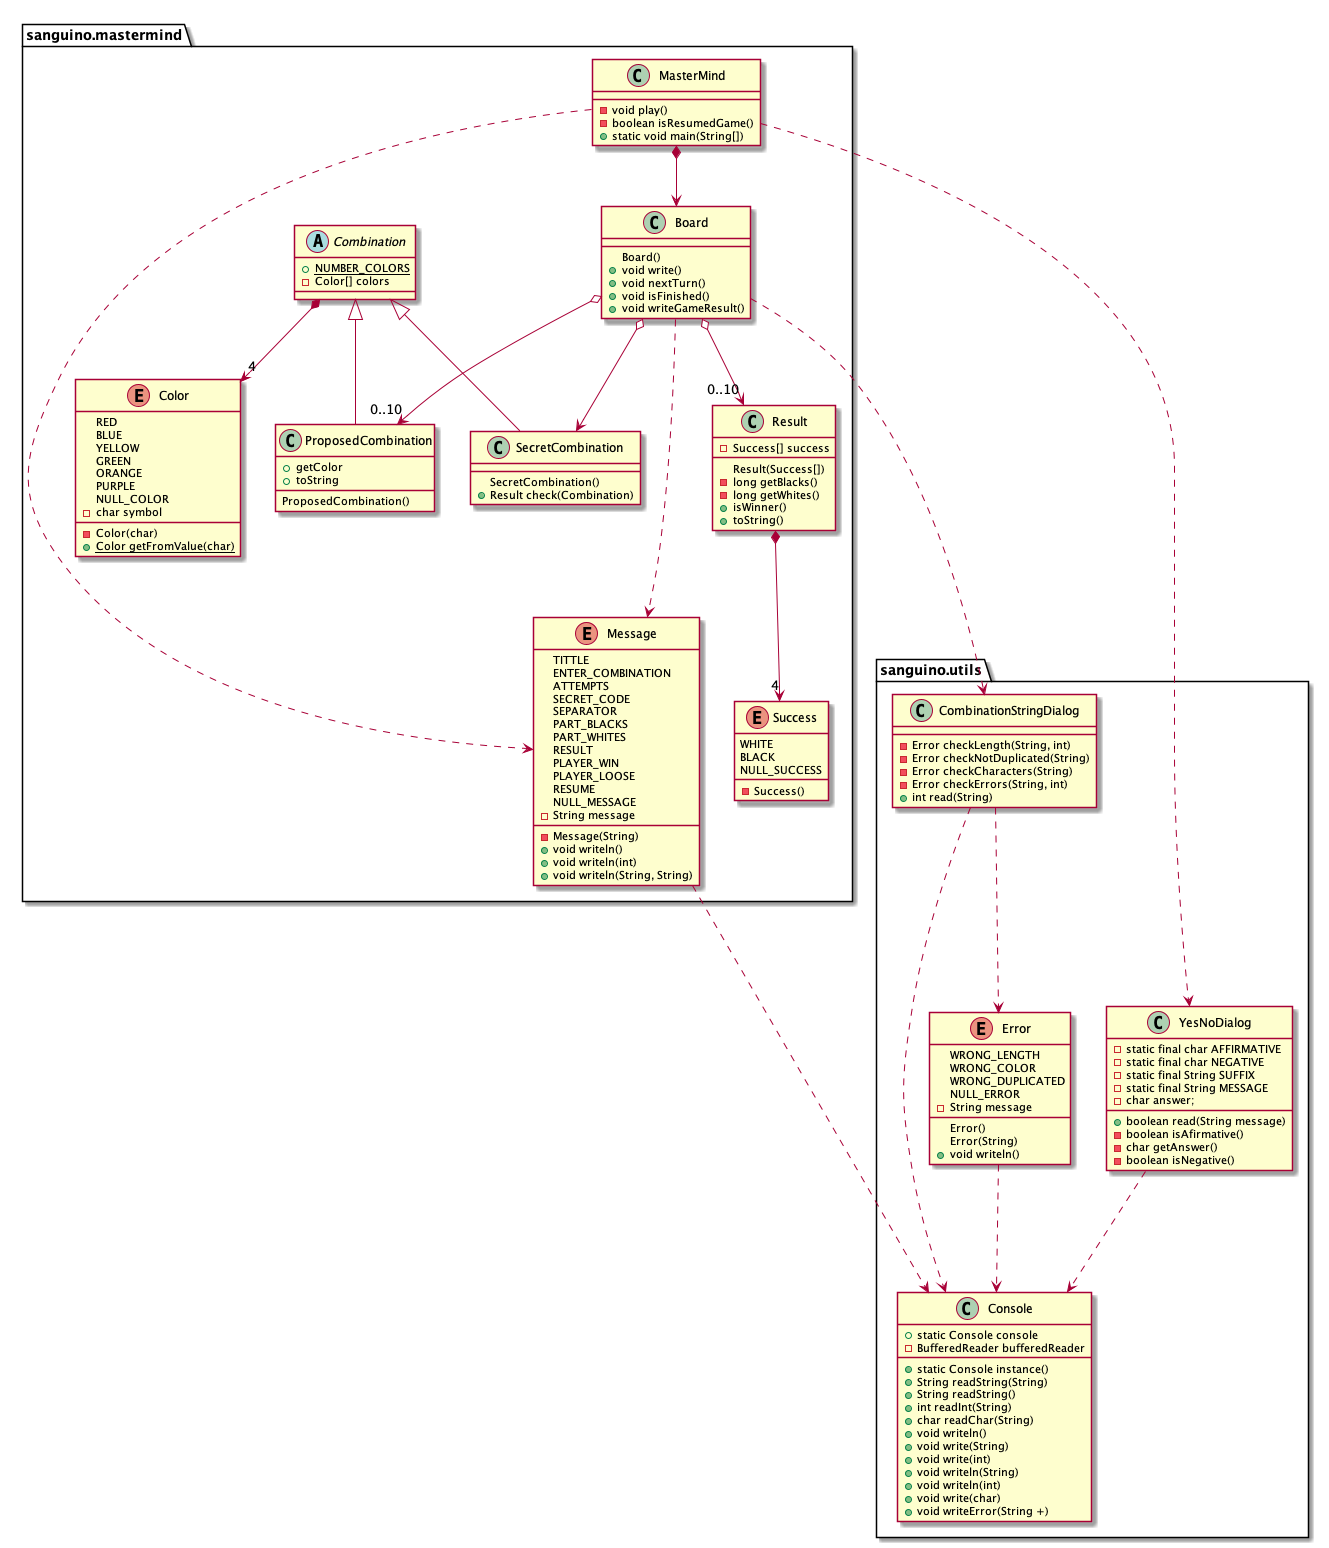 sanguino.mastermind
C MasterMind
void play()
boolean isResumedGame()
static void main(String[])
A Combination
NUMBER_COLORS
Color[] colors
C Board
Board()
void write()
void nextTurn()
void isFinished()
void writeGameResult()
4
0..10
0..10
E Color
RED
BLUE
YELLOW
GREEN
ORANGE
PURPLE
NULL_COLOR
char symbol
Color(char)
Color getFromValue(char)
C ProposedCombination
getColor
toString
ProposedCombination()
C SecretCombination
SecretCombination()
Result check(Combination)
C Result
Success[] success
Result(Success[])
long getBlacks()
long getWhites()
isWinner()
toString()
E Message
TITTLE
ENTER_COMBINATION
ATTEMPTS
SECRET_CODE
SEPARATOR
PART_BLACKS
PART_WHITES
RESULT
PLAYER_WIN
PLAYER_LOOSE
RESUME
NULL_MESSAGE
String message
Message(String)
void writeln()
void writeln(int)
void writeln(String, String)
4
E Success
WHITE
BLACK
NULL_SUCCESS
Success()
sanguino.utils
C CombinationStringDialog
Error checkLength(String, int)
Error checkNotDuplicated(String)
Error checkCharacters(String)
Error checkErrors(String, int)
int read(String)
E Error
WRONG_LENGTH
WRONG_COLOR
WRONG_DUPLICATED
NULL_ERROR
String message
Error()
Error(String)
void writeln()
C YesNoDialog
static final char AFFIRMATIVE
static final char NEGATIVE
static final String SUFFIX
static final String MESSAGE
char answer;
boolean read(String message)
boolean isAfirmative()
char getAnswer()
boolean isNegative()
C Console
static Console console
BufferedReader bufferedReader
static Console instance()
String readString(String)
String readString()
int readInt(String)
char readChar(String)
void writeln()
void write(String)
void write(int)
void writeln(String)
void writeln(int)
void write(char)
void writeError(String +)